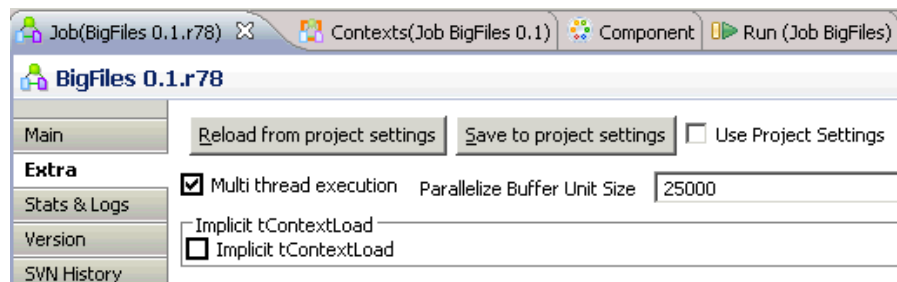 Job(BigFiles 0.1.r78) Contexts(Job BigFiles 0.1) Component Run (Job BigFiles)
BigFiles 0.1.r78
Main
Reload from project settings Save to project settings Use Project Settings
Extra
Multi thread execution Parallelize Buffer Unit Size 25000
Stats & Logs
Implicit tContextLoad
Version
Implicit tContextLoad
SVN History